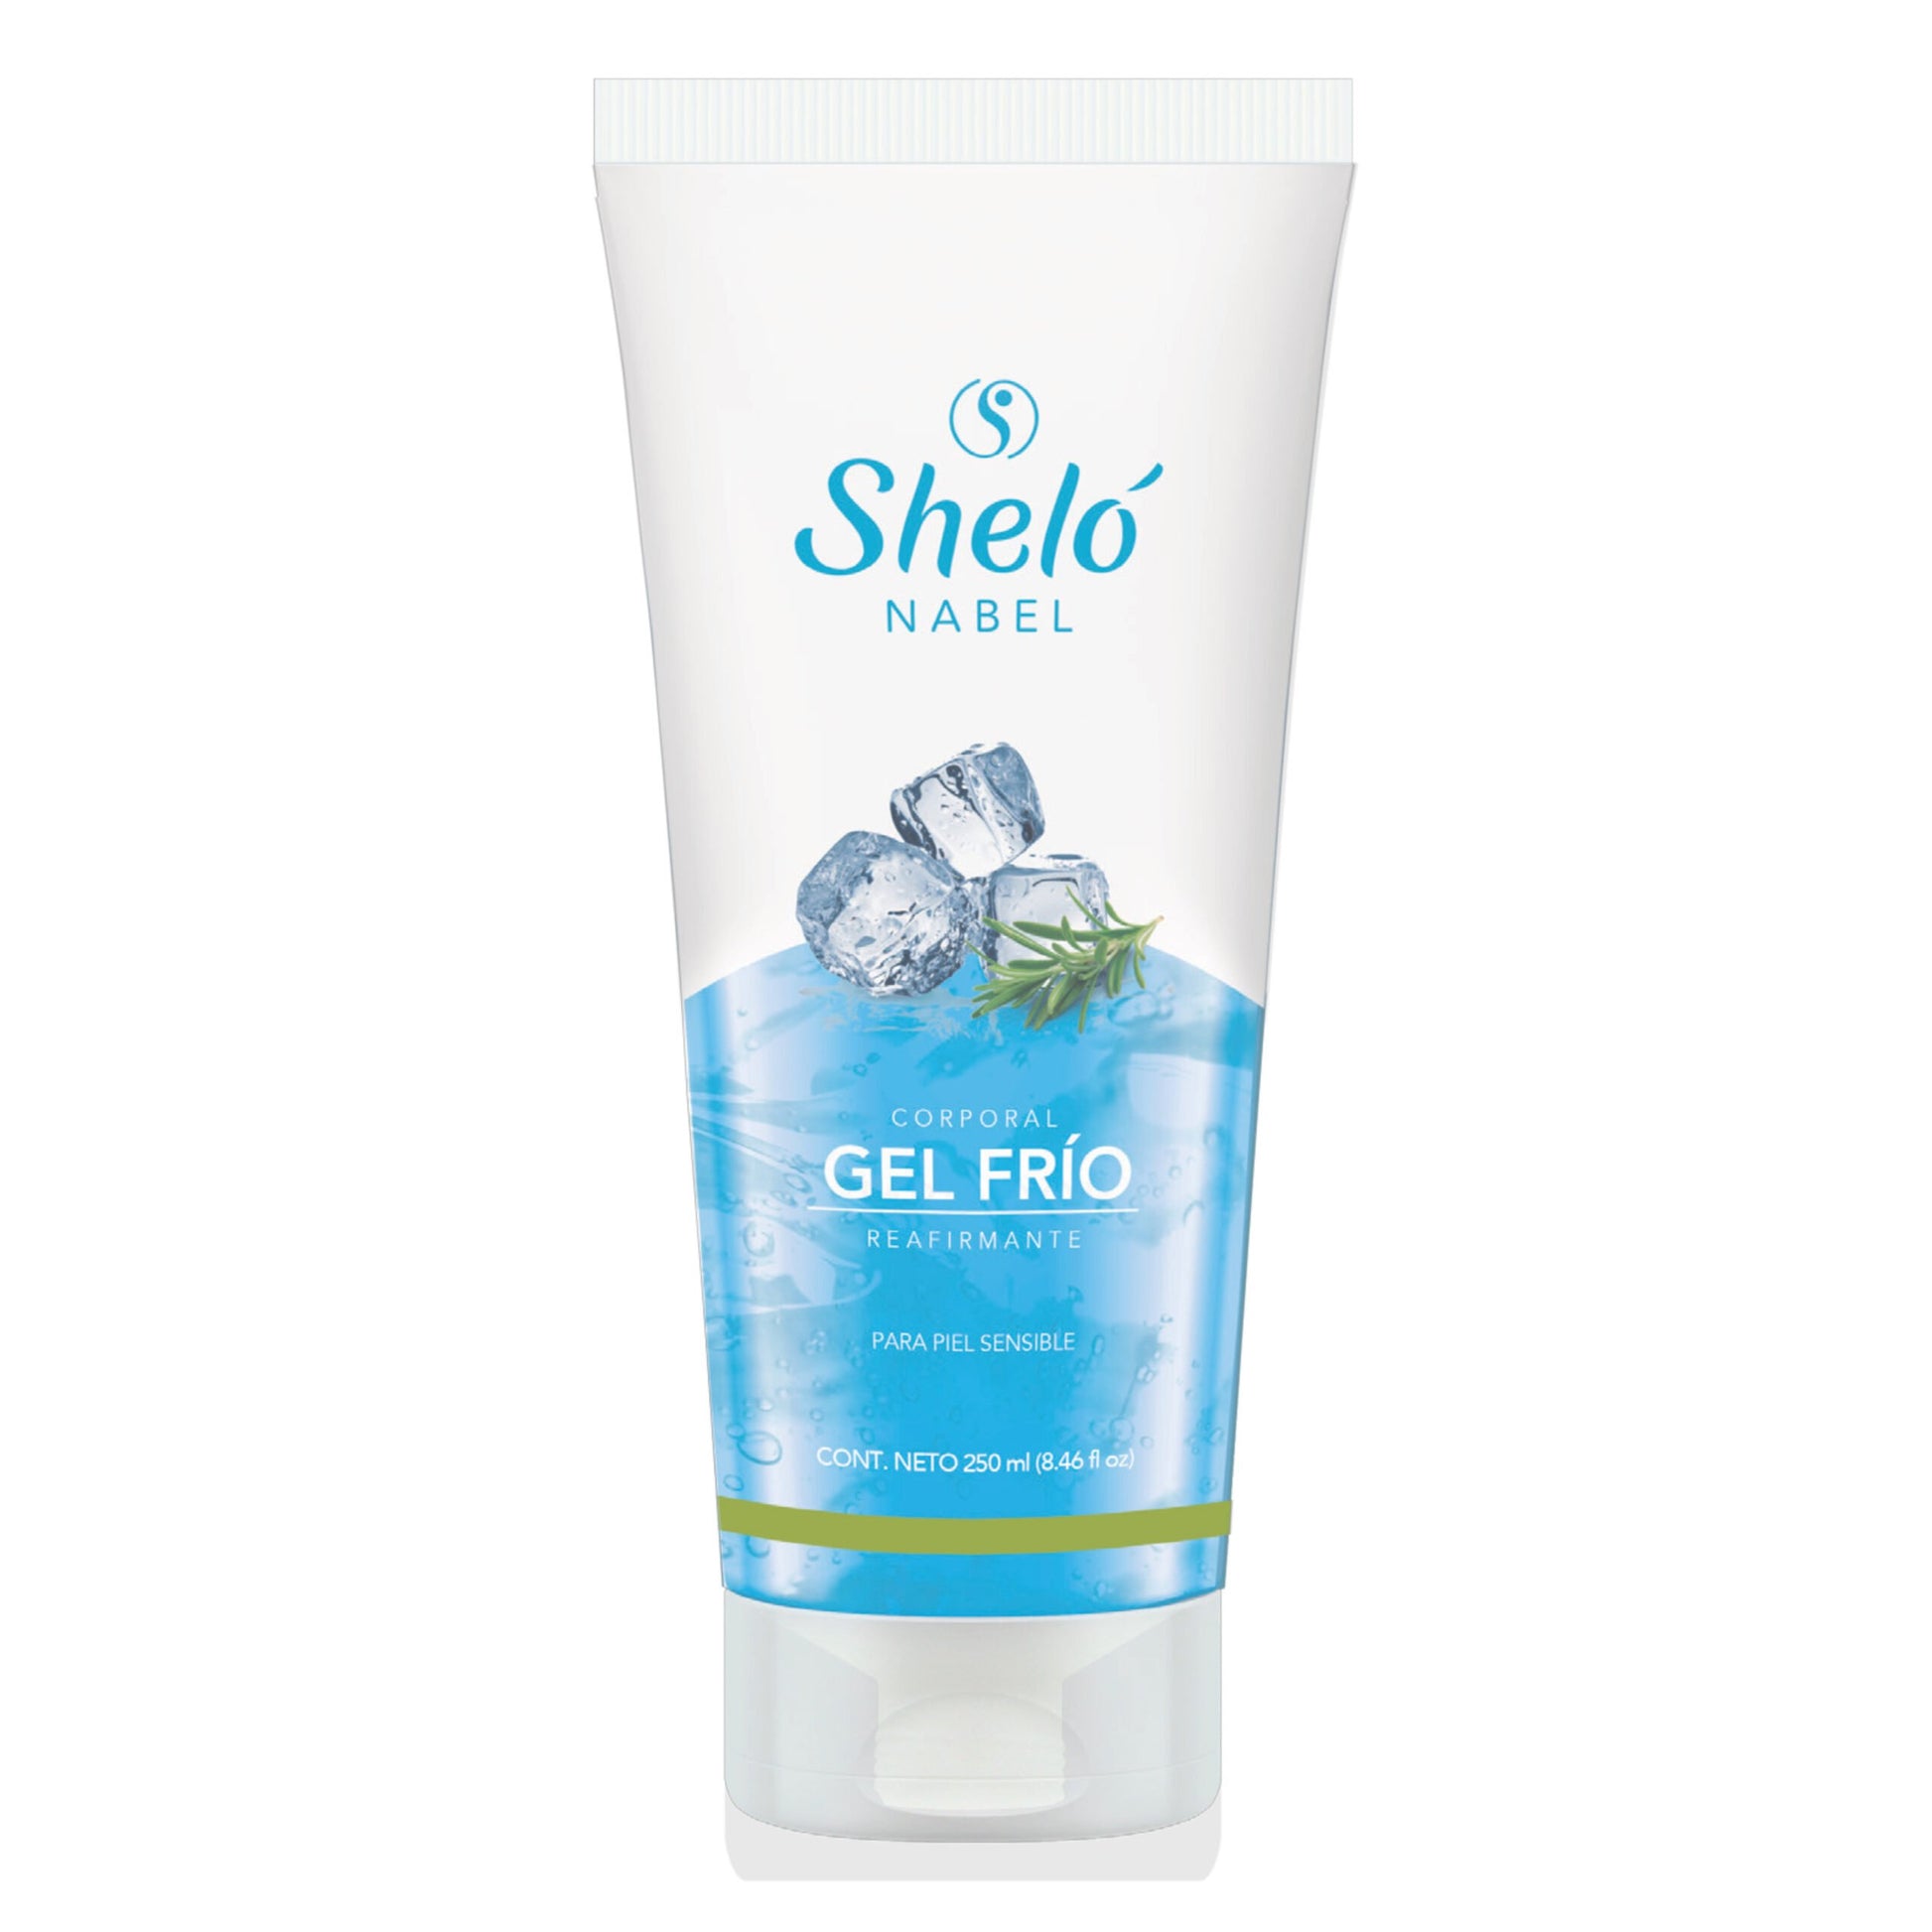 Sheló
NABEL
CORPORAL
GEL FRÍO
REAFIRMANTE
PARA PIEL SENSIBLE
CONT. NETO 250 ml (8.46 fl oz)